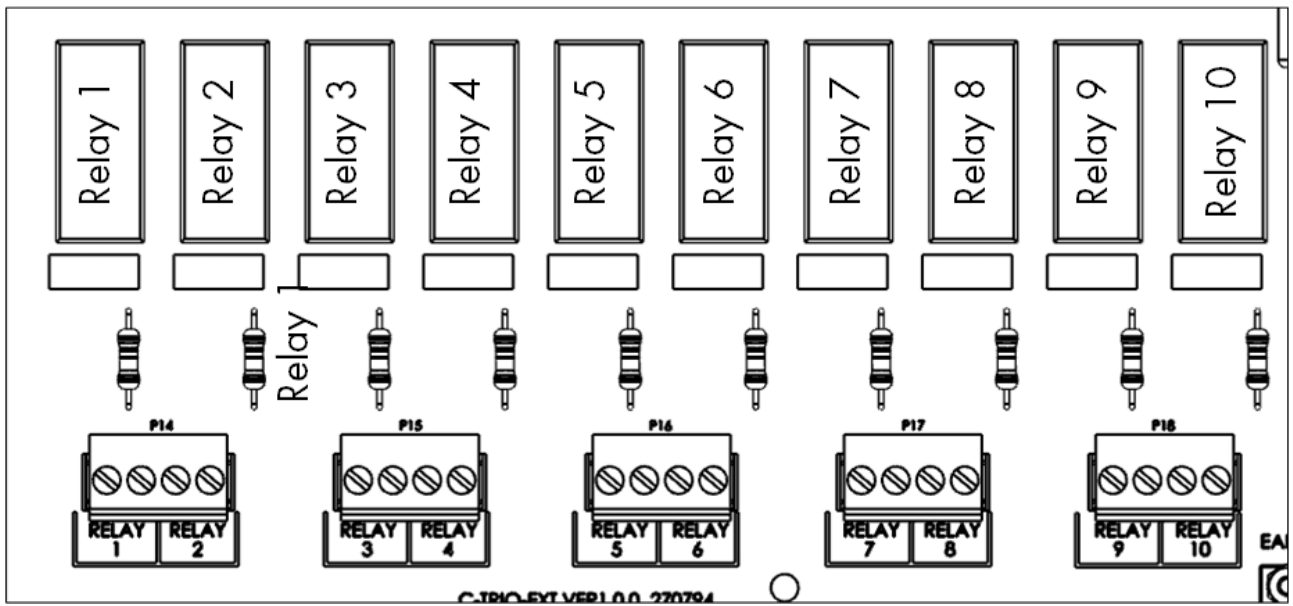 Relay 1
Relay 2
Relay 3
Relay 4
Relay 5
Relay 6
Relay 7
Relay 8
Relay 9
Relay 10
Relay 1
P14
P15
P16
P17
P18
RELAY 1
RELAY 2
RELAY 3
RELAY 4
RELAY 5
RELAY 6
RELAY 7
RELAY 8
RELAY 9
RELAY 10